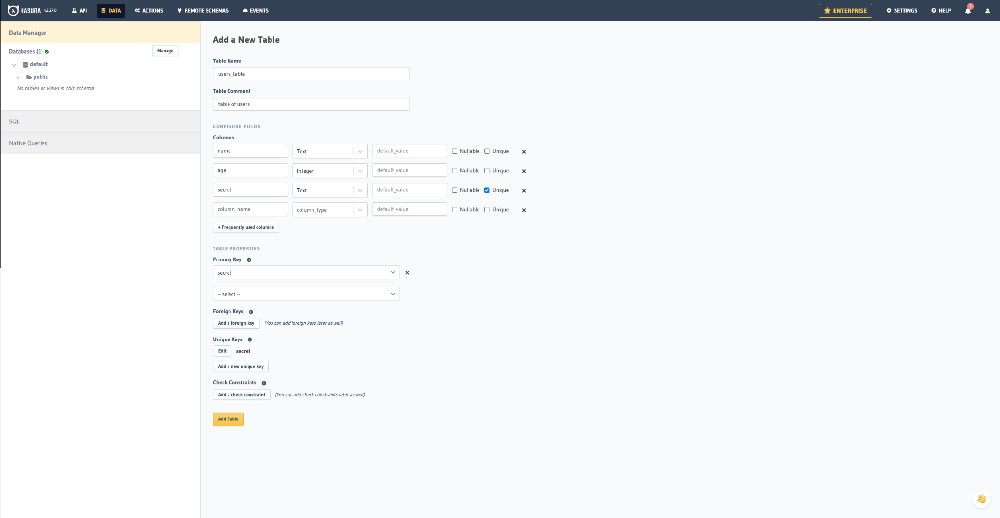 HASURA v2.27.0 API DATA ACTIONS REMOTE SCHEMAS EVENTS ENTERPRISE SETTINGS HELP 6
Data Manager
Databases (1) Manage
default
public
No tables or views in this schema
SQL
Native Queries
Add a New Table
Table Name
users_table
Table Comment
table of users
CONFIGURE FIELDS
Columns
name Text default_value Nullable Unique
age Integer default_value Nullable Unique
secret Text default_value Nullable Unique
column_name column_type default_value Nullable Unique
+ Frequently used columns
TABLE PROPERTIES
Primary Key
secret
-- select --
Foreign Keys
Add a foreign key (You can add foreign keys later as well)
Unique Keys
Edit secret
Add a new unique key
Check Constraints
Add a check constraint (You can add check constraints later as well)
Add Table